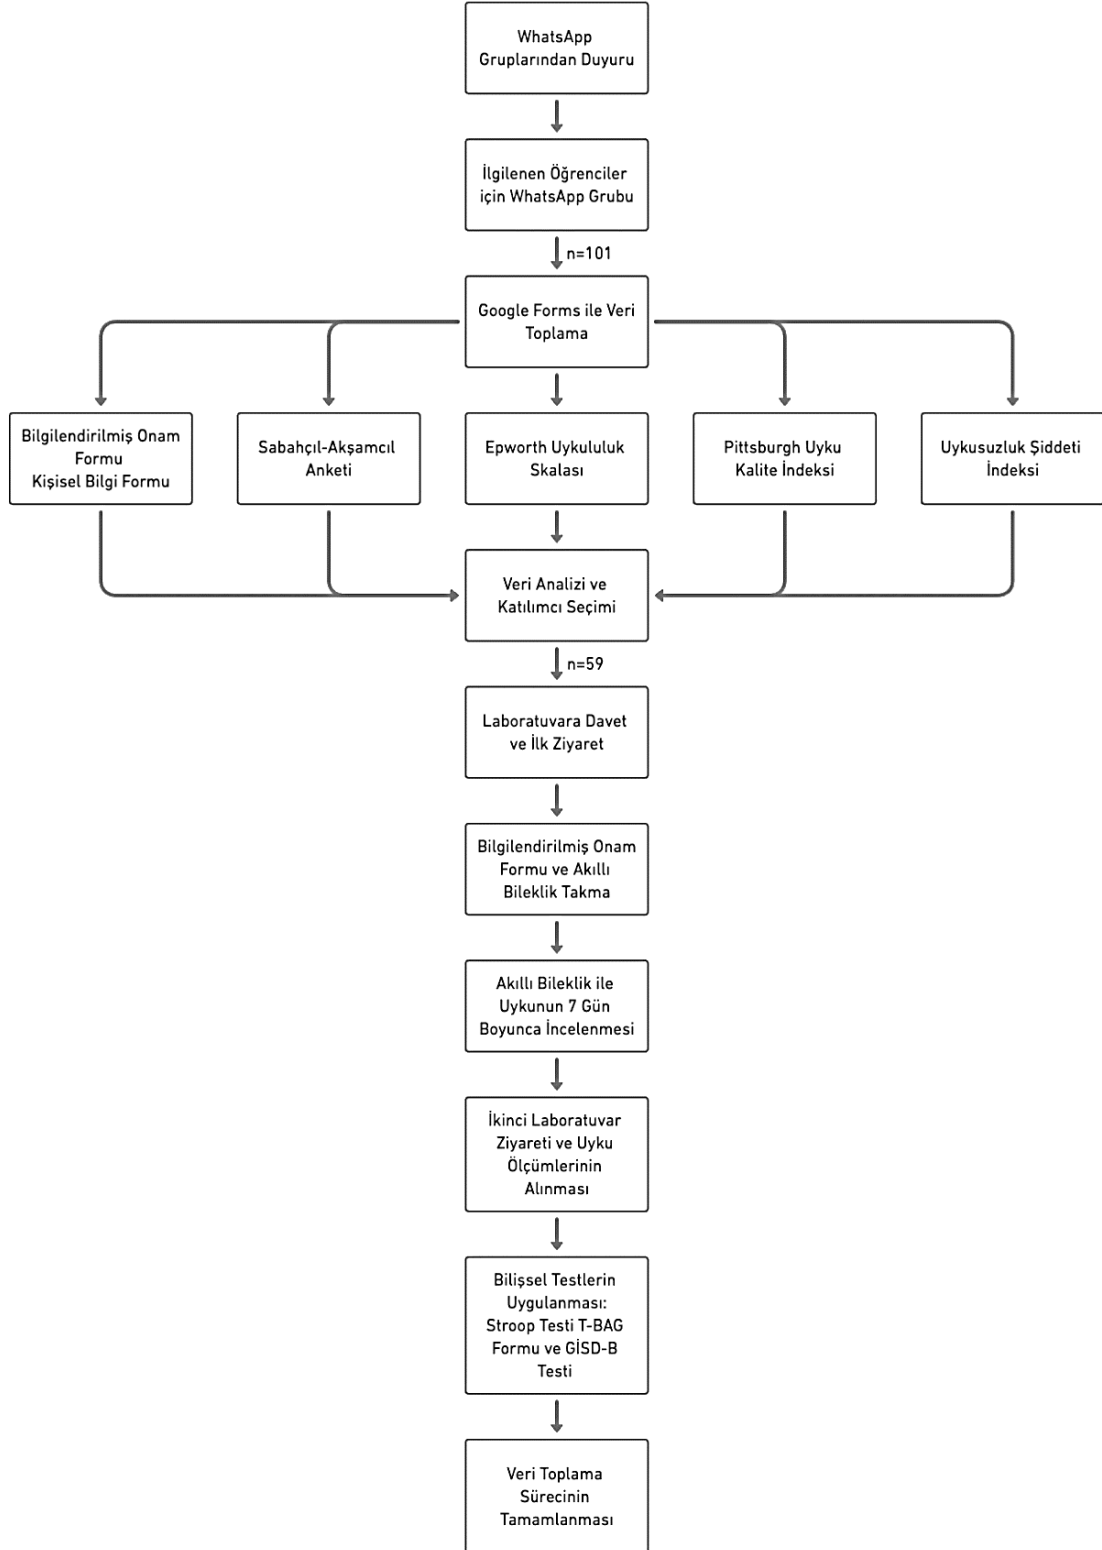 WhatsApp
Gruplarından Duyuru
İlgilenen Öğrenciler
için WhatsApp Grubu
n=101
Google Forms ile Veri
Toplama
Bilgilendirilmiş Onam
Formu
Kişisel Bilgi Formu
Sabahçıl-Akşamcıl
Anketi
Epworth Uykululuk
Skalası
Pittsburgh Uyku
Kalite İndeksi
Uykusuzluk Şiddeti
İndeksi
Veri Analizi ve
Katılımcı Seçimi
n=59
Laboratuvara Davet
ve İlk Ziyaret
Bilgilendirilmiş Onam
Formu ve Akıllı
Bileklik Takma
Akıllı Bileklik ile
Uykunun 7 Gün
Boyunca İncelenmesi
İkinci Laboratuvar
Ziyareti ve Uyku
Ölçümlerinin
Alınması
Bilişsel Testlerin
Uygulanması:
Stroop Testi T-BAG
Formu ve GİSD-B
Testi
Veri Toplama
Sürecinin
Tamamlanması